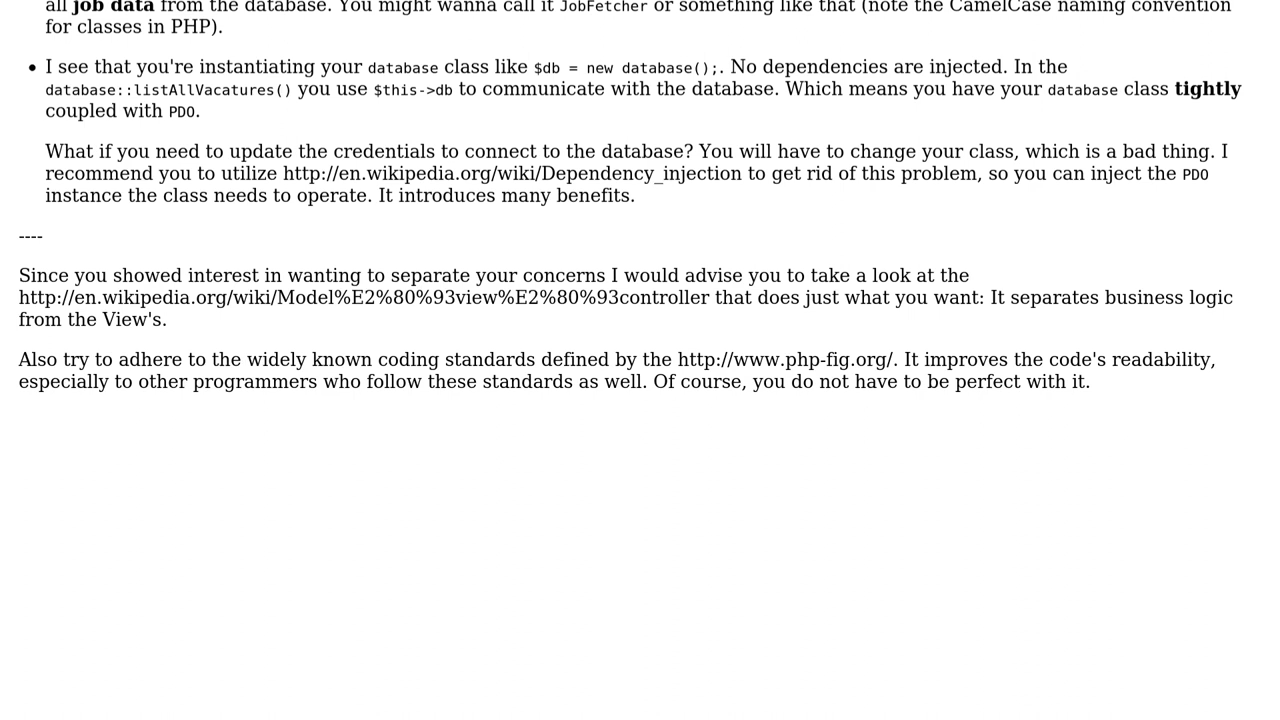 all job data from the database. You might wanna call it JobFetcher or something like that (note the CamelCase naming convention
for classes in PHP).
• I see that you're instantiating your database class like $db = new database();. No dependencies are injected. In the
database::listAllVacatures() you use $this->db to communicate with the database. Which means you have your database class tightly
coupled with PDO.
What if you need to update the credentials to connect to the database? You will have to change your class, which is a bad thing. I
recommend you to utilize http://en.wikipedia.org/wiki/Dependency_injection to get rid of this problem, so you can inject the PDO
instance the class needs to operate. It introduces many benefits.
----
Since you showed interest in wanting to separate your concerns I would advise you to take a look at the
http://en.wikipedia.org/wiki/Model%E2%80%93view%E2%80%93controller that does just what you want: It separates business logic
from the View's.
Also try to adhere to the widely known coding standards defined by the http://www.php-fig.org/. It improves the code's readability,
especially to other programmers who follow these standards as well. Of course, you do not have to be perfect with it.